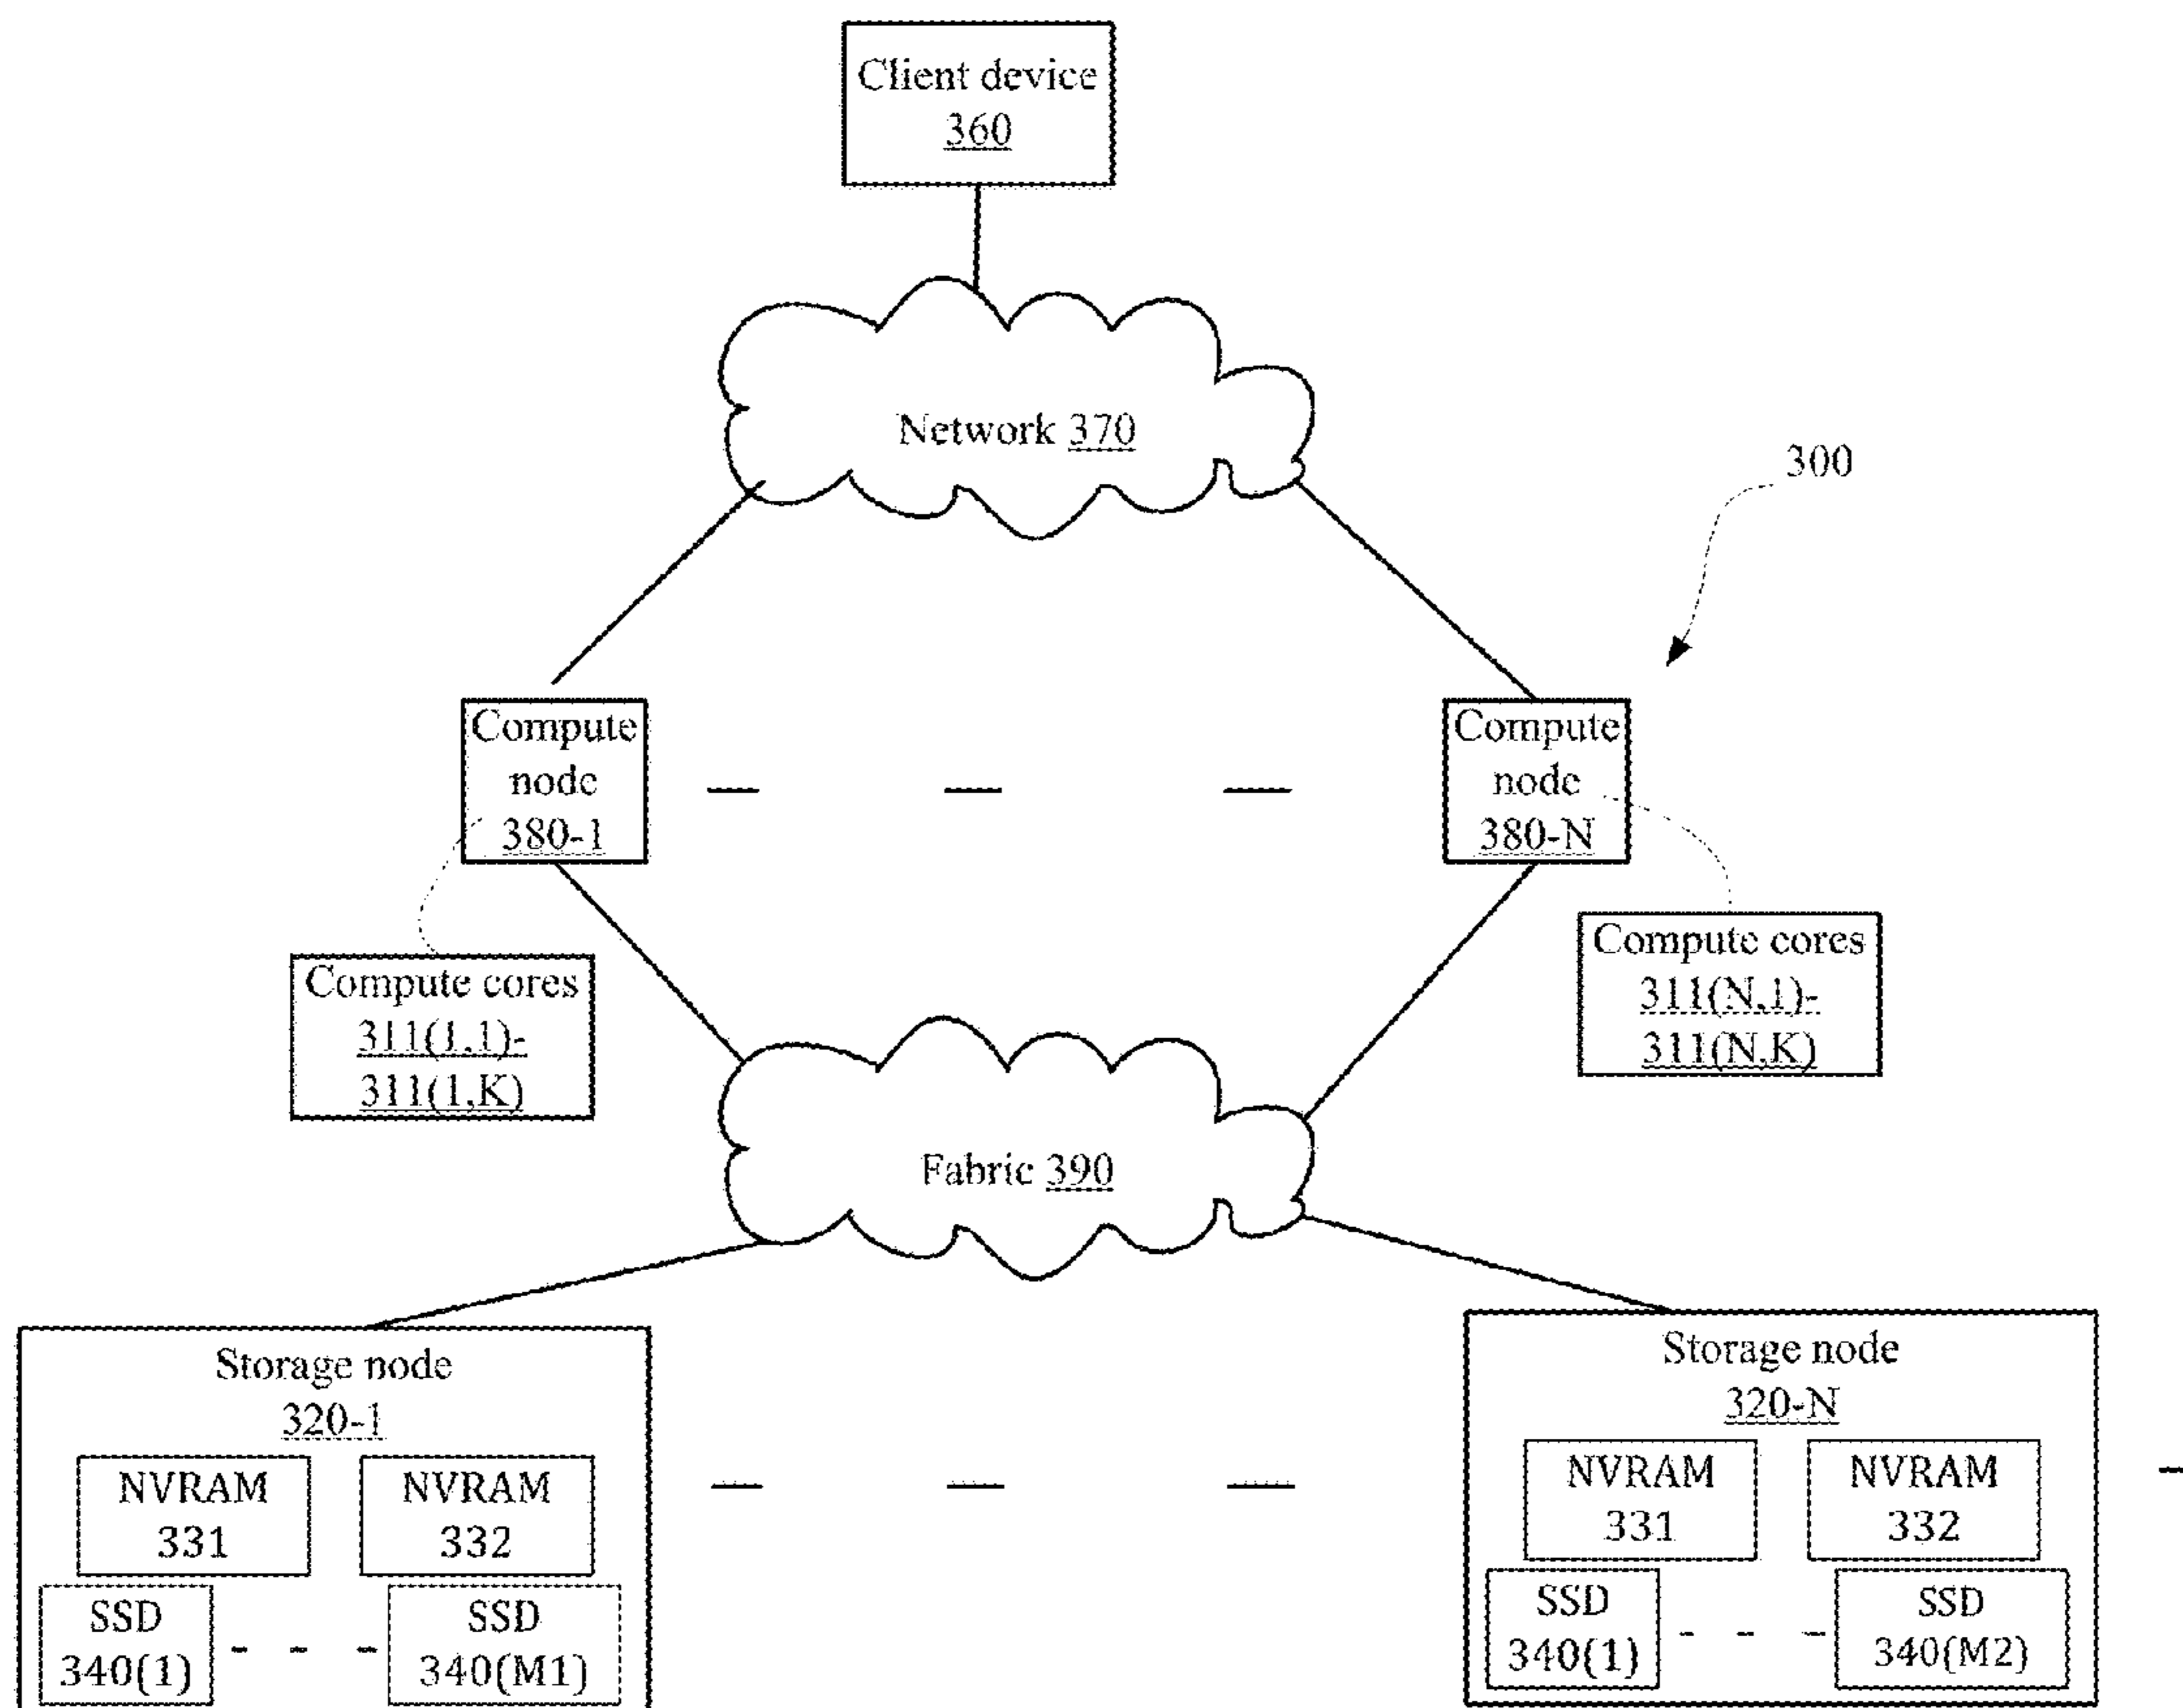 Client device
360
Network 370
300
Compute
node
380-1
Compute
node
380-N
Compute cores
311(1,1)-
311(1,K)
Compute cores
311(N,1)-
311(N,K)
Fabric 390
Storage node
320-1
NVRAM
331
NVRAM
332
SSD
340(1)
SSD
340(M1)
Storage node
320-N
NVRAM
331
NVRAM
332
SSD
340(1)
SSD
340(M2)